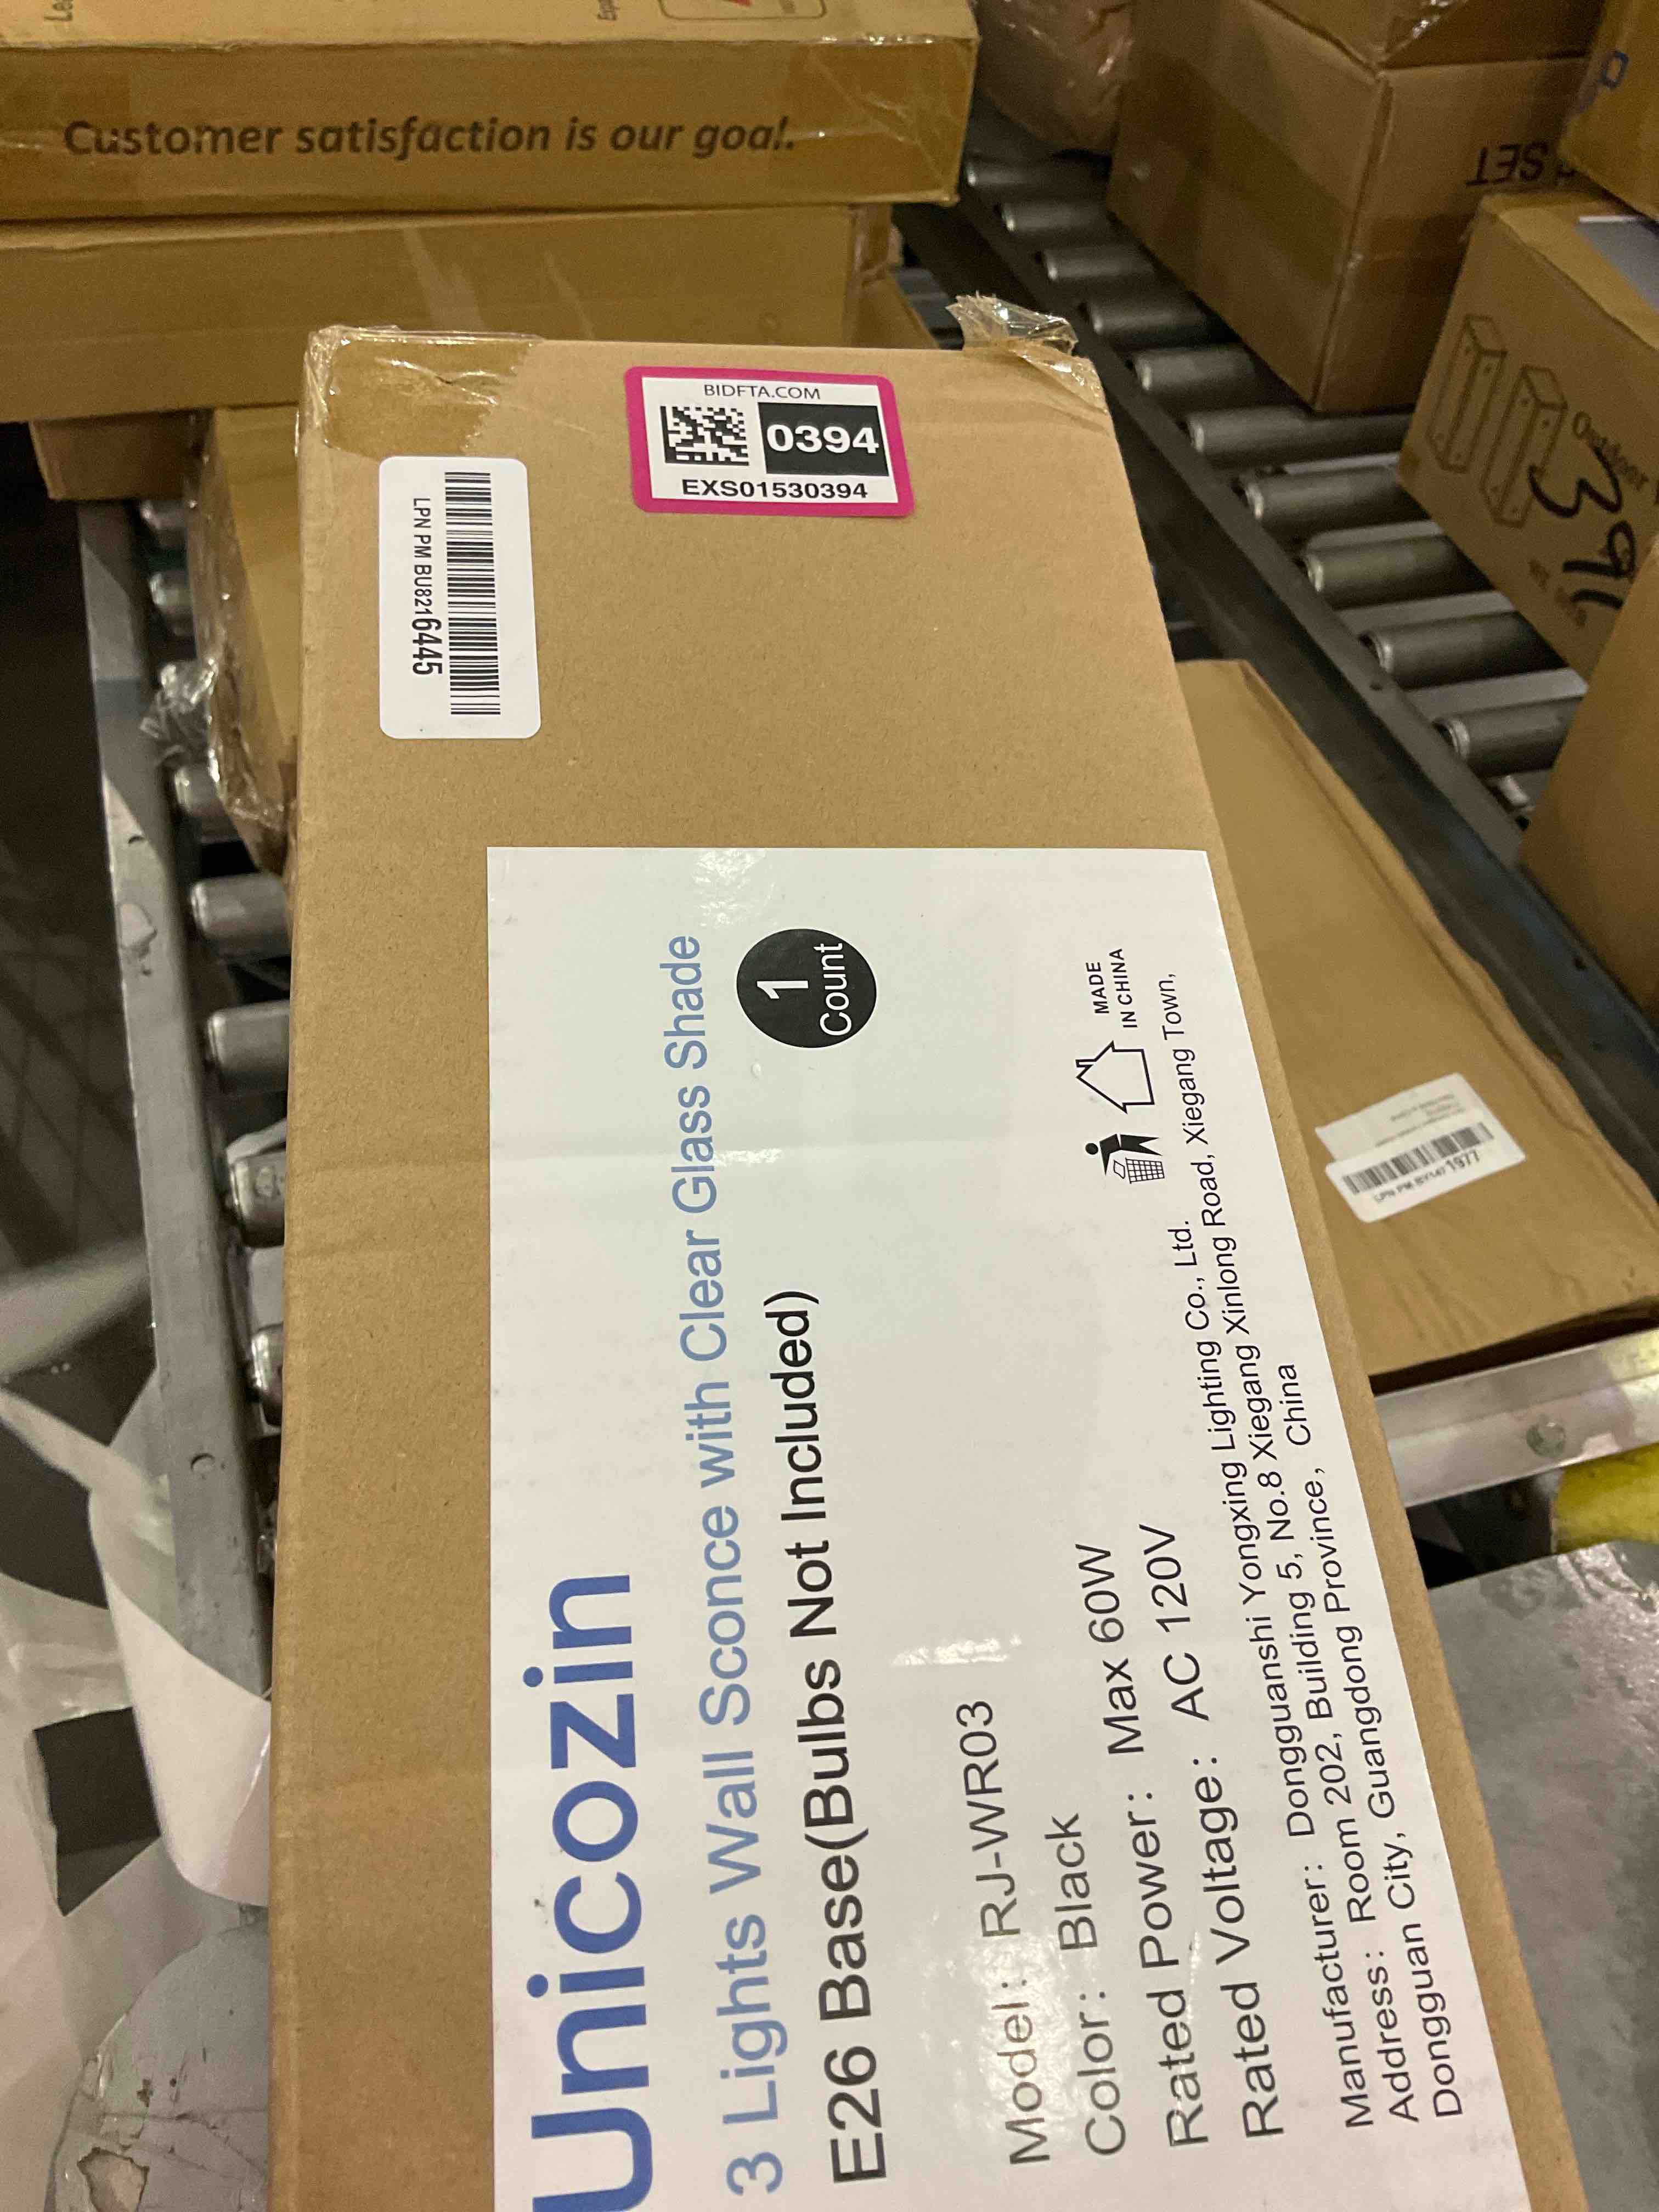 Customer satisfaction is our goal.
SET
BIDFTA.COM
0394
EXS01530394
LPN PM BU8216445
Outdoor
Unicozin
3 Lights Wall Sconce with Clear Glass Shade
E26 Base(Bulbs Not Included)
1
Count
Model: RJ-WR03
Color: Black
Rated Power: Max 60W
Rated Voltage: AC 120V
MADE
IN CHINA
Manufacturer: Dongguanshi Yongxing Lighting Co., Ltd.
Address: Room 202, Building 5, No.8 Xiegang Xinlong Road, Xiegang Town,
Dongguan City, Guangdong Province, China